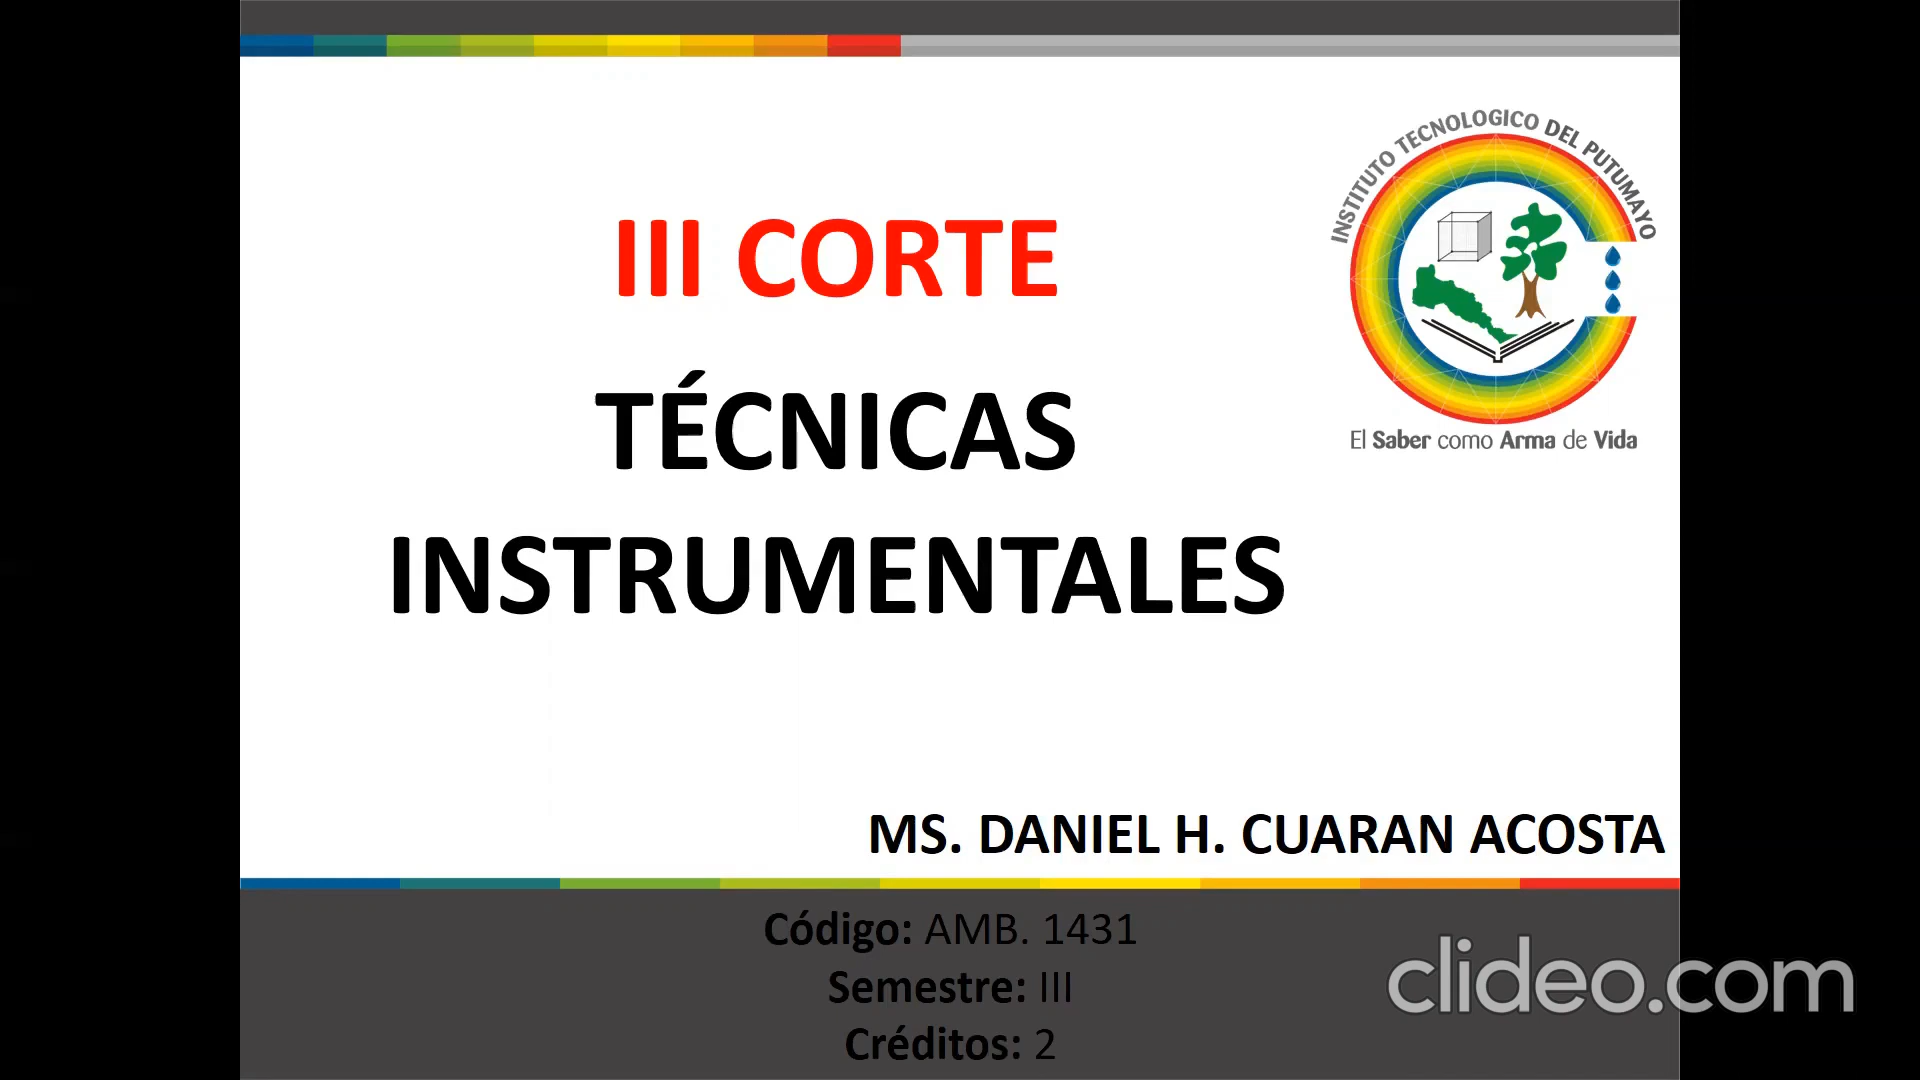 INSTITUTO TECNOLOGICO DEL PUTUMAYO
III CORTE
TÉCNICAS
El Saber como Arma de Vida
INSTRUMENTALES
MS. DANIEL H. CUARAN ACOSTA
Código: AMB. 1431
Semestre: III
Créditos: 2
clideo.com